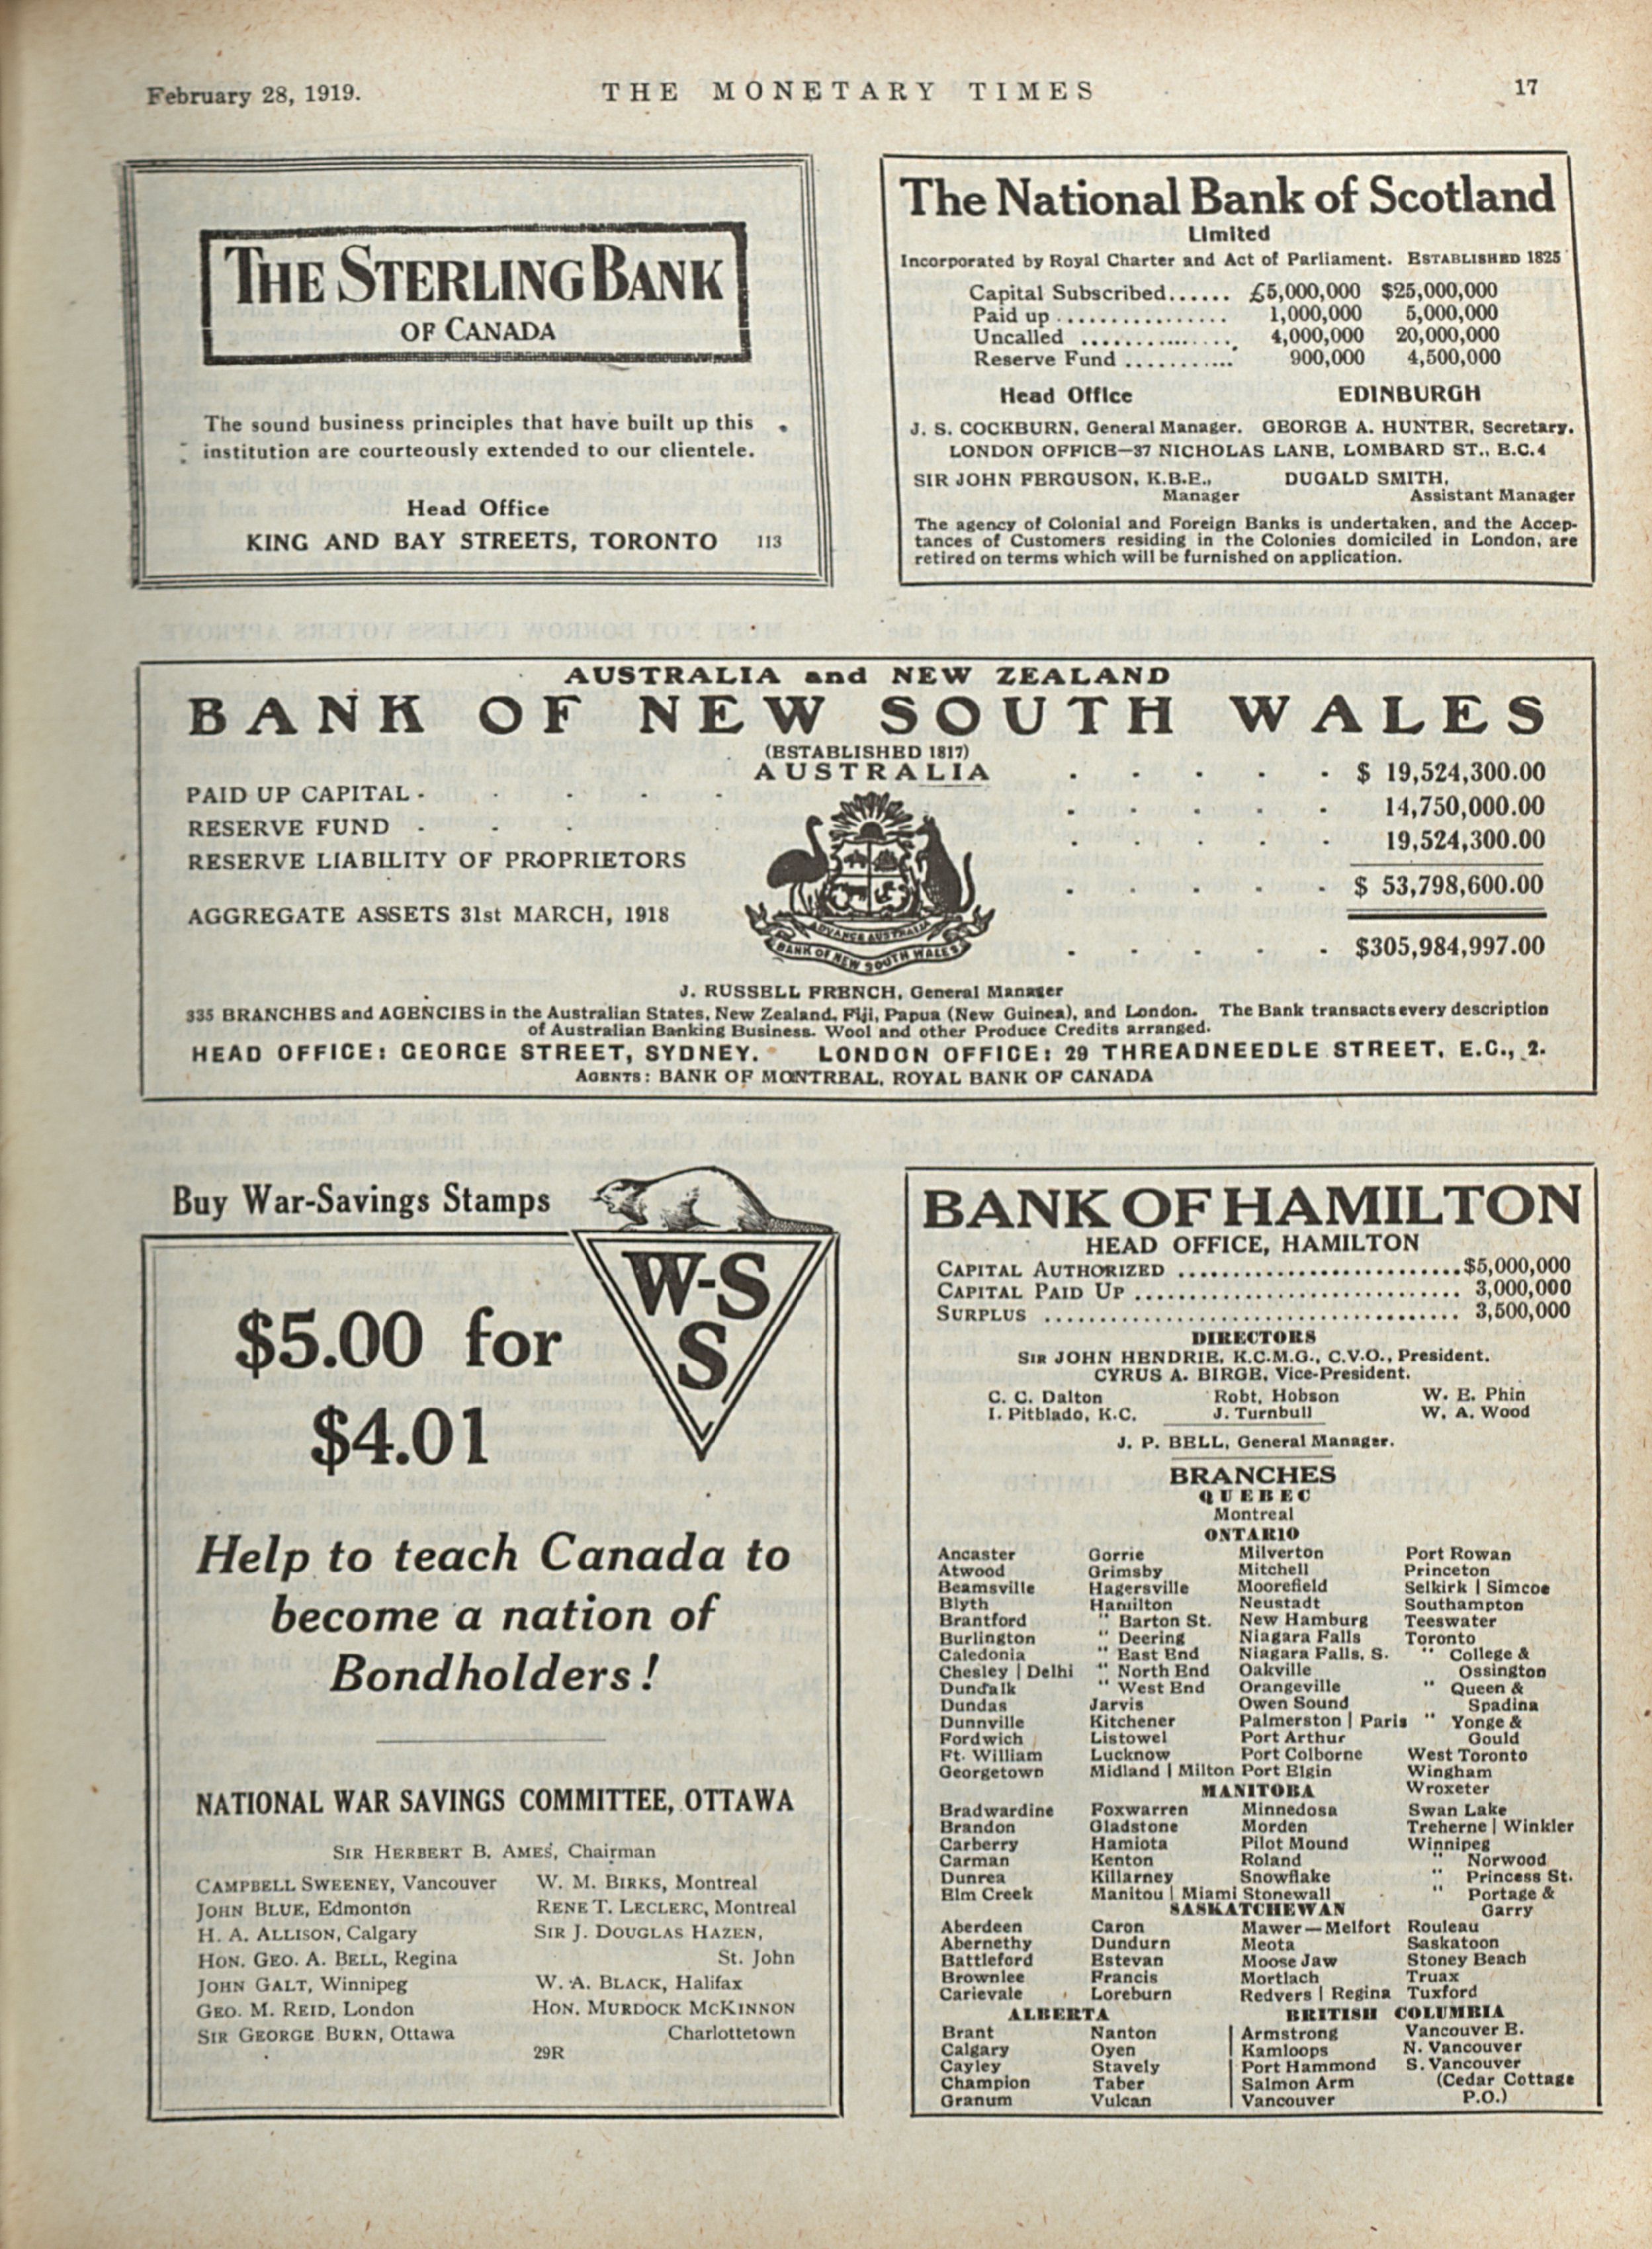 February 28, 1919.
THE MONETARY TIMES
17
THE STERLING BANK
OF CANADA
The sound business principles that have built up this
institution are courteously extended to our clientele.
Head Office
KING AND BAY STREETS, TORONTO 113
The National Bank of Scotland
Limited
Incorporated by Royal Charter and Act of Parliament. ESTABLISHED 1825
Capital Subscribed...... £5,000,000 $25,000,000
Paid up ................ 1,000,000 5,000,000
Uncalled ............... 4,000,000 20,000,000
Reserve Fund ........... 900,000 4,500,000
Head Office EDINBURGH
J. S. COCKBURN, General Manager. GEORGE A. HUNTER, Secretary.
LONDON OFFICE—37 NICHOLAS LANE, LOMBARD ST., E.C.4
SIR JOHN FERGUSON, K.B.E., DUGALD SMITH,
Manager Assistant Manager
The agency of Colonial and Foreign Banks is undertaken, and the Accep-
tances of Customers residing in the Colonies domiciled in London, are
retired on terms which will be furnished on application.
AUSTRALIA and NEW ZEALAND
BANK OF NEW SOUTH WALES
(ESTABLISHED 1817)
AUSTRALIA
PAID UP CAPITAL - - - - - $ 19,524,300.00
RESERVE FUND - - - - 14,750,000.00
RESERVE LIABILITY OF PROPRIETORS - - - 19,524,300.00
$ 53,798,600.00
AGGREGATE ASSETS 31st MARCH, 1918 - - - $305,984,997.00
ADVANCE AUSTRALIA
BANK OF NEW SOUTH WALES
J. RUSSELL FRENCH, General Manager
335 BRANCHES and AGENCIES in the Australian States, New Zealand, Fiji, Papua (New Guinea), and London. The Bank transacts every description
of Australian Banking Business. Wool and other Produce Credits arranged.
HEAD OFFICE: GEORGE STREET, SYDNEY. LONDON OFFICE: 29 THREADNEEDLE STREET, E.C., 2.
AGENTS: BANK OF MONTREAL, ROYAL BANK OF CANADA
Buy War-Savings Stamps
W-S
S
$5.00 for
$4.01
Help to teach Canada to
become a nation of
Bondholders!
NATIONAL WAR SAVINGS COMMITTEE, OTTAWA
SIR HERBERT B. AMES, Chairman
CAMPBELL SWEENEY, Vancouver W. M. BIRKS, Montreal
JOHN BLUE, Edmonton RENE T. LECLERC, Montreal
H. A. ALLISON, Calgary SIR J. DOUGLAS HAZEN,
HON. GEO. A. BELL, Regina St. John
JOHN GALT, Winnipeg W. A. BLACK, Halifax
GEO. M. REID, London HON. MURDOCK MCKINNON
SIR GEORGE BURN, Ottawa Charlottetown
29R
BANK OF HAMILTON
HEAD OFFICE, HAMILTON
CAPITAL AUTHORIZED ..........................$5,000,000
CAPITAL PAID UP .............................. 3,000,000
SURPLUS ...................................... 3,500,000
DIRECTORS
SIR JOHN HENDRIE, K.C.M.G., C.V.O., President.
CYRUS A. BIRGE, Vice-President.
C. C. Dalton Robt. Hobson W. E. Phin
I. Pitblado, K.C. J. Turnbull W. A. Wood
J. P. BELL, General Manager.
BRANCHES
QUEBEC
Montreal
ONTARIO
Ancaster Gorrie Milverton Port Rowan
Atwood Grimsby Mitchell Princeton
Beamsville Hagersville Moorefield Selkirk | Simcoe
Blyth Hamilton Neustadt Southampton
Brantford " Barton St. New Hamburg Teeswater
Burlington " Deering Niagara Falls Toronto
Caledonia " East End Niagara Falls, S. " College &
Chesley | Delhi " North End Oakville Ossington
Dundalk " West End Orangeville " Queen &
Dundas Jarvis Owen Sound Spadina
Dunnville Kitchener Palmerston | Paris " Yonge &
Fordwich Listowel Port Arthur Gould
Ft. William Lucknow Port Colborne West Toronto
Georgetown Midland | Milton Port Elgin Wingham
Wroxeter
MANITOBA
Bradwardine Foxwarren Minnedosa Swan Lake
Brandon Gladstone Morden Treherne | Winkler
Carberry Hamiota Pilot Mound Winnipeg
Carman Kenton Roland " Norwood
Dunrea Killarney Snowflake " Princess St.
Elm Creek Manitou | Miami Stonewall " Portage &
Garry
SASKATCHEWAN
Aberdeen Caron Mawer—Melfort Rouleau
Abernethy Dundurn Meota Saskatoon
Battleford Estevan Moose Jaw Stoney Beach
Brownlee Francis Mortlach Truax
Carievale Loreburn Redvers | Regina Tuxford
ALBERTA BRITISH COLUMBIA
Brant Nanton Armstrong Vancouver E.
Calgary Oyen Kamloops N. Vancouver
Cayley Stavely Port Hammond S. Vancouver
Champion Taber Salmon Arm (Cedar Cottage
Granum Vulcan Vancouver P.O.)